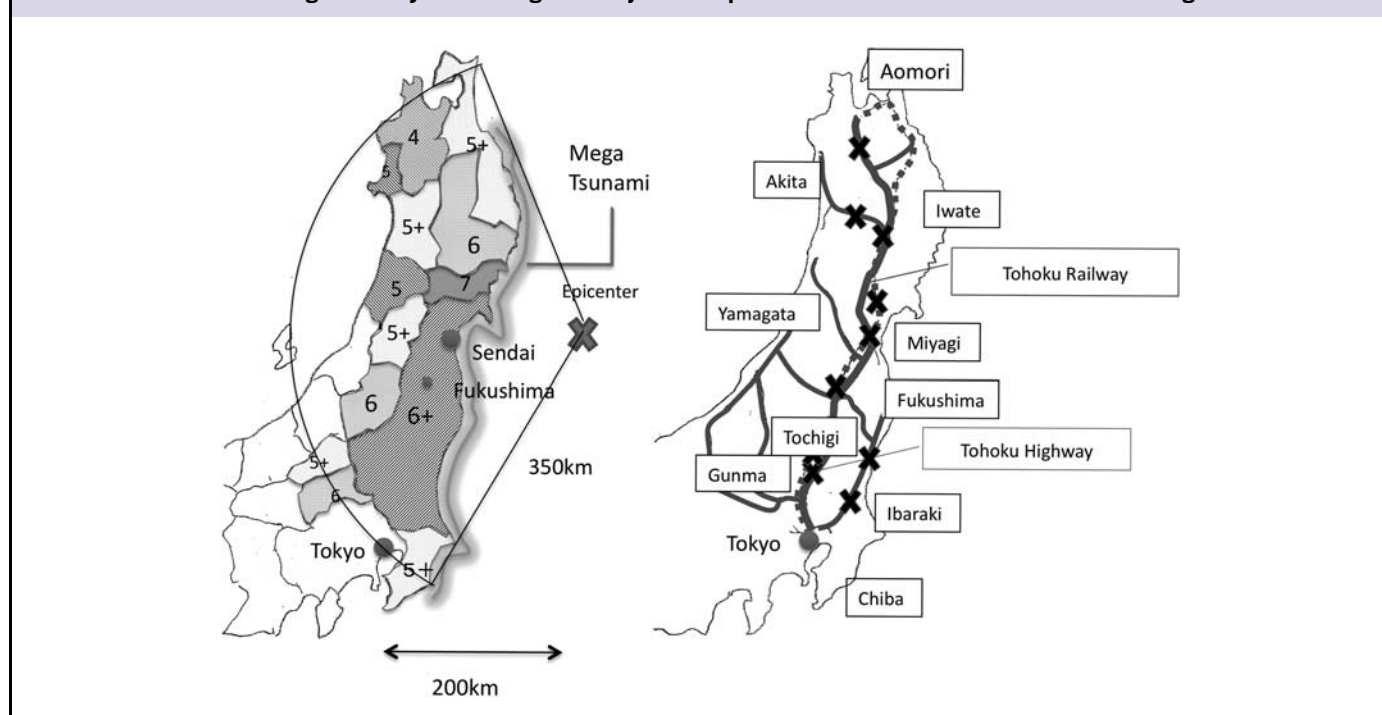 4
5+
5
Mega
Tsunami
5+
6
7
5
Epicenter
5+
Sendai
Fukushima
6
6+
350km
5+
6
Tokyo
5+
200km
Aomori
Akita
Iwate
Tohoku Railway
Yamagata
Miyagi
Fukushima
Tochigi
Tohoku Highway
Gunma
Ibaraki
Tokyo
Chiba